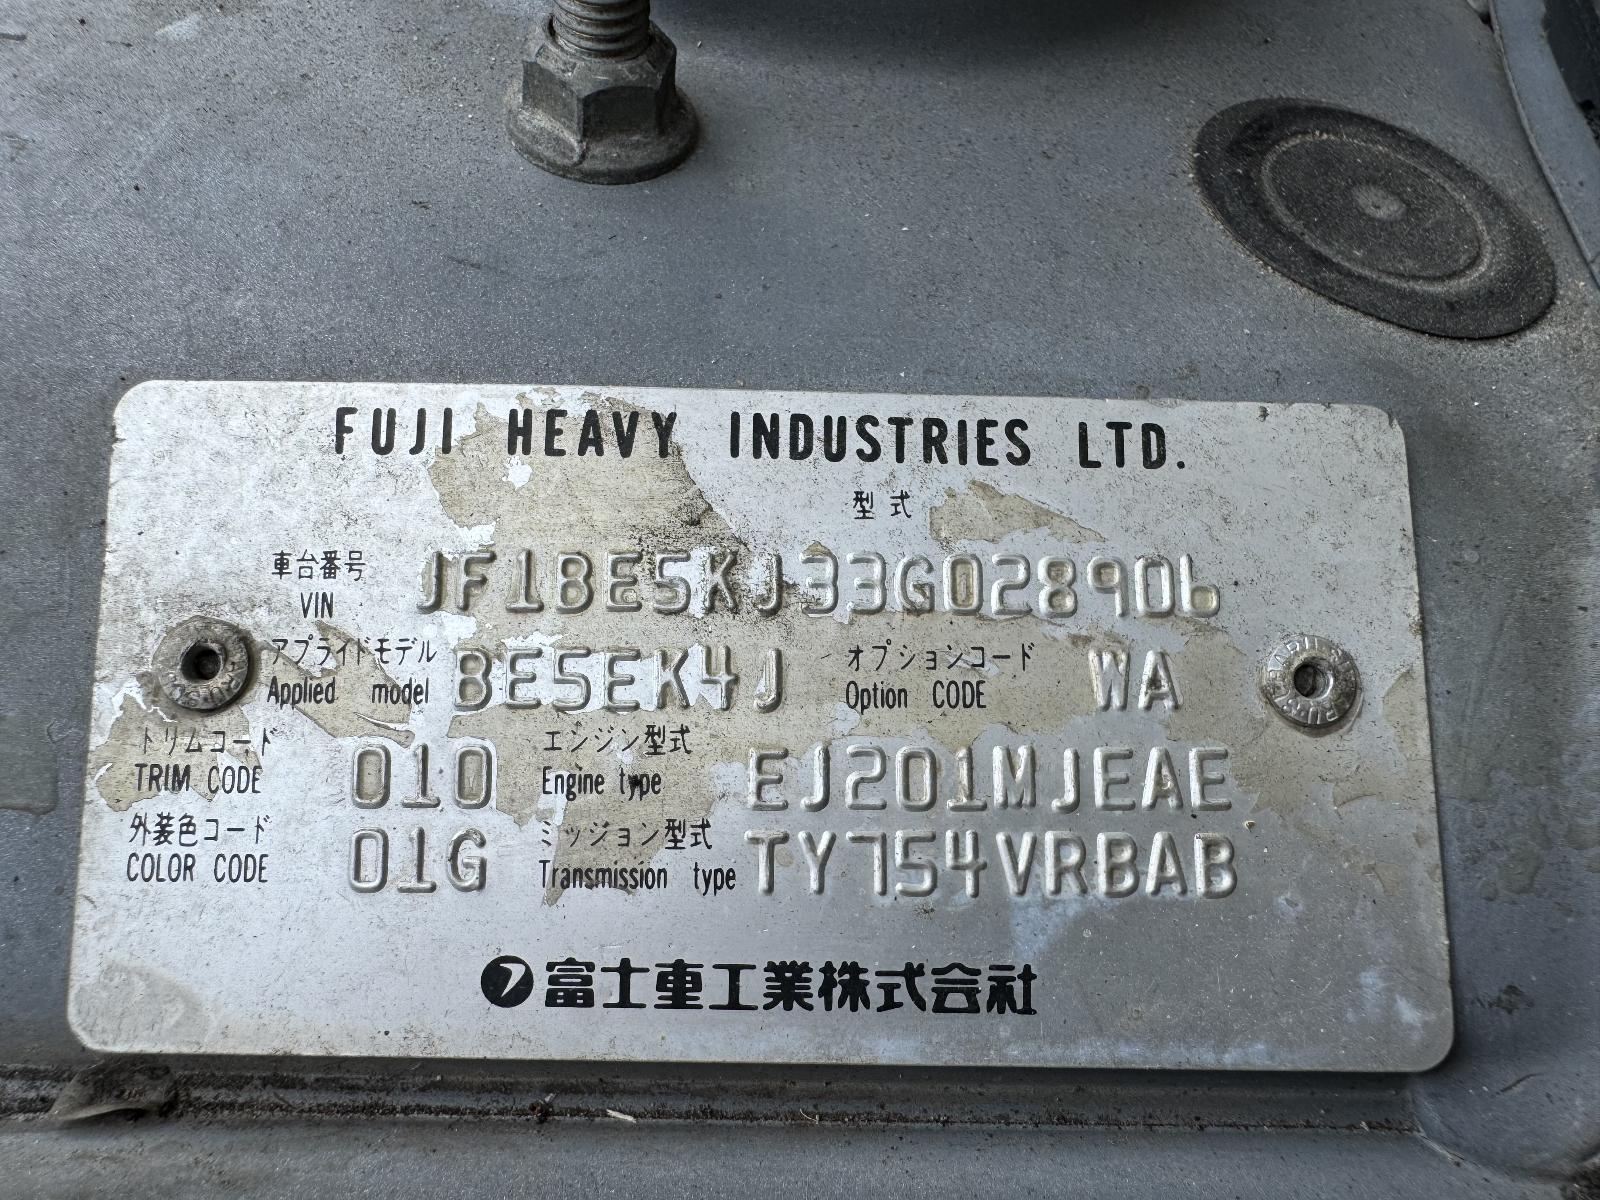 FUJI HEAVY INDUSTRIES LTD.
型式
車台番号
VIN JF1BE5KJ33G028906
アプライドモデル
Applied model BE5EK4J
オプションコード
Option CODE WA
トリムコード
TRIM CODE 010
エンジン型式
Engine type EJ201MJEAE
外装色コード
COLOR CODE 01G
ミッション型式
Transmission type TY754VRBAB
富士重工業株式会社